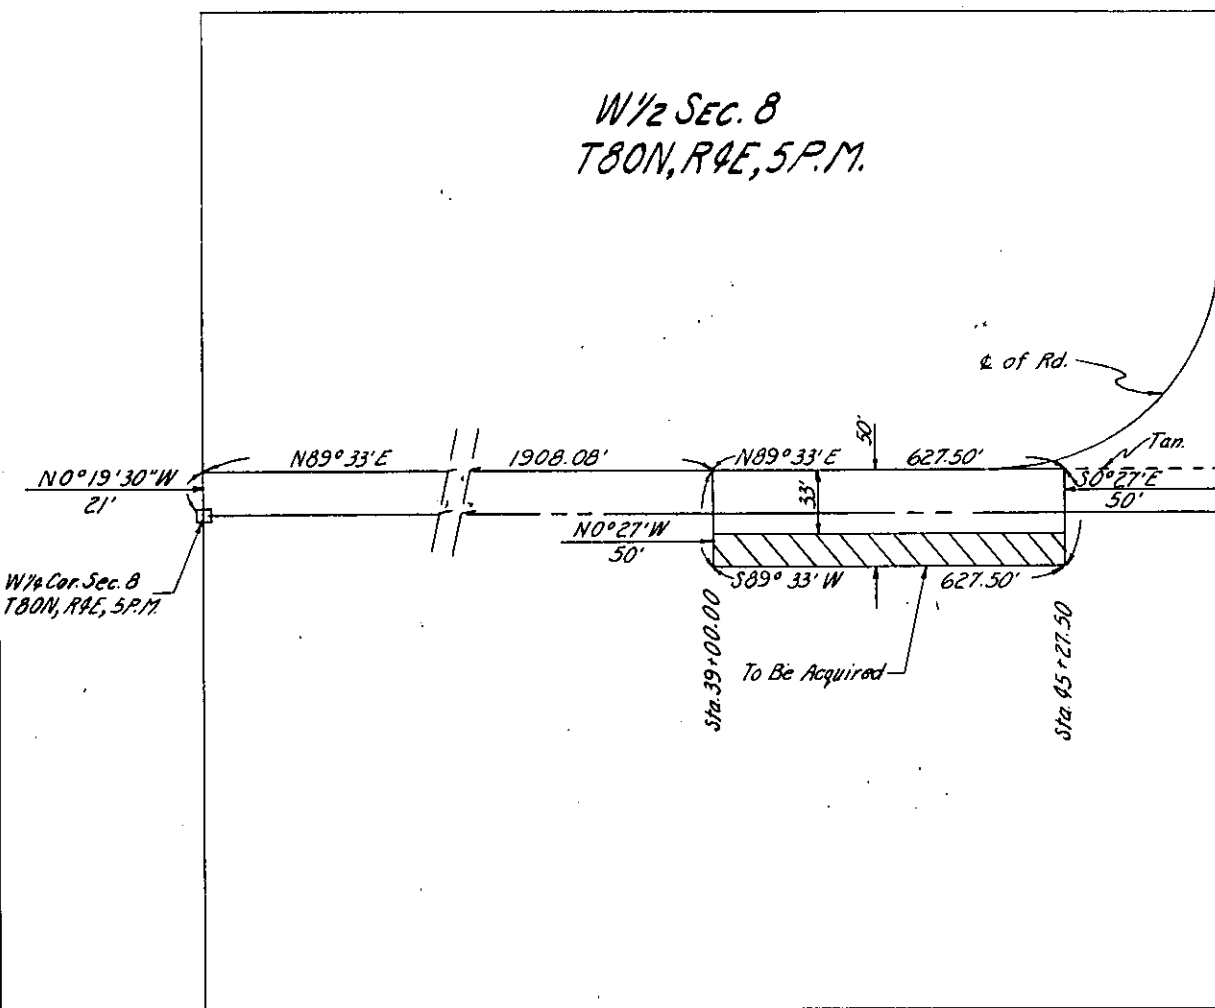 W 1/2 SEC. 8
T80N, R4E, 5P.M.
℄ of Rd.
Tan.
N89°33'E
1908.08'
N89°33'E
50'
627.50'
N0°19'30"W
21'
33'
S0°27'E
50'
N0°27'W
50'
W 1/4 Cor. Sec. 8
T80N, R4E, 5P.M.
S89°33'W
627.50'
Sta. 39+00.00
To Be Acquired
Sta. 45+27.50